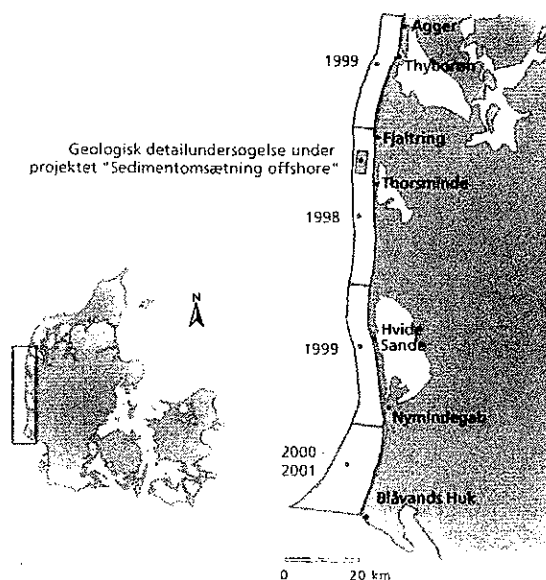 Agger
1999
Thyborøn
Fjaltring
Geologisk detailundersøgelse under
projektet "Sedimentomsætning offshore"
Thorsminde
1998
N
Hvide
Sande
1999
Nymindegab
2000
2001
Blåvands Huk
0 20 km